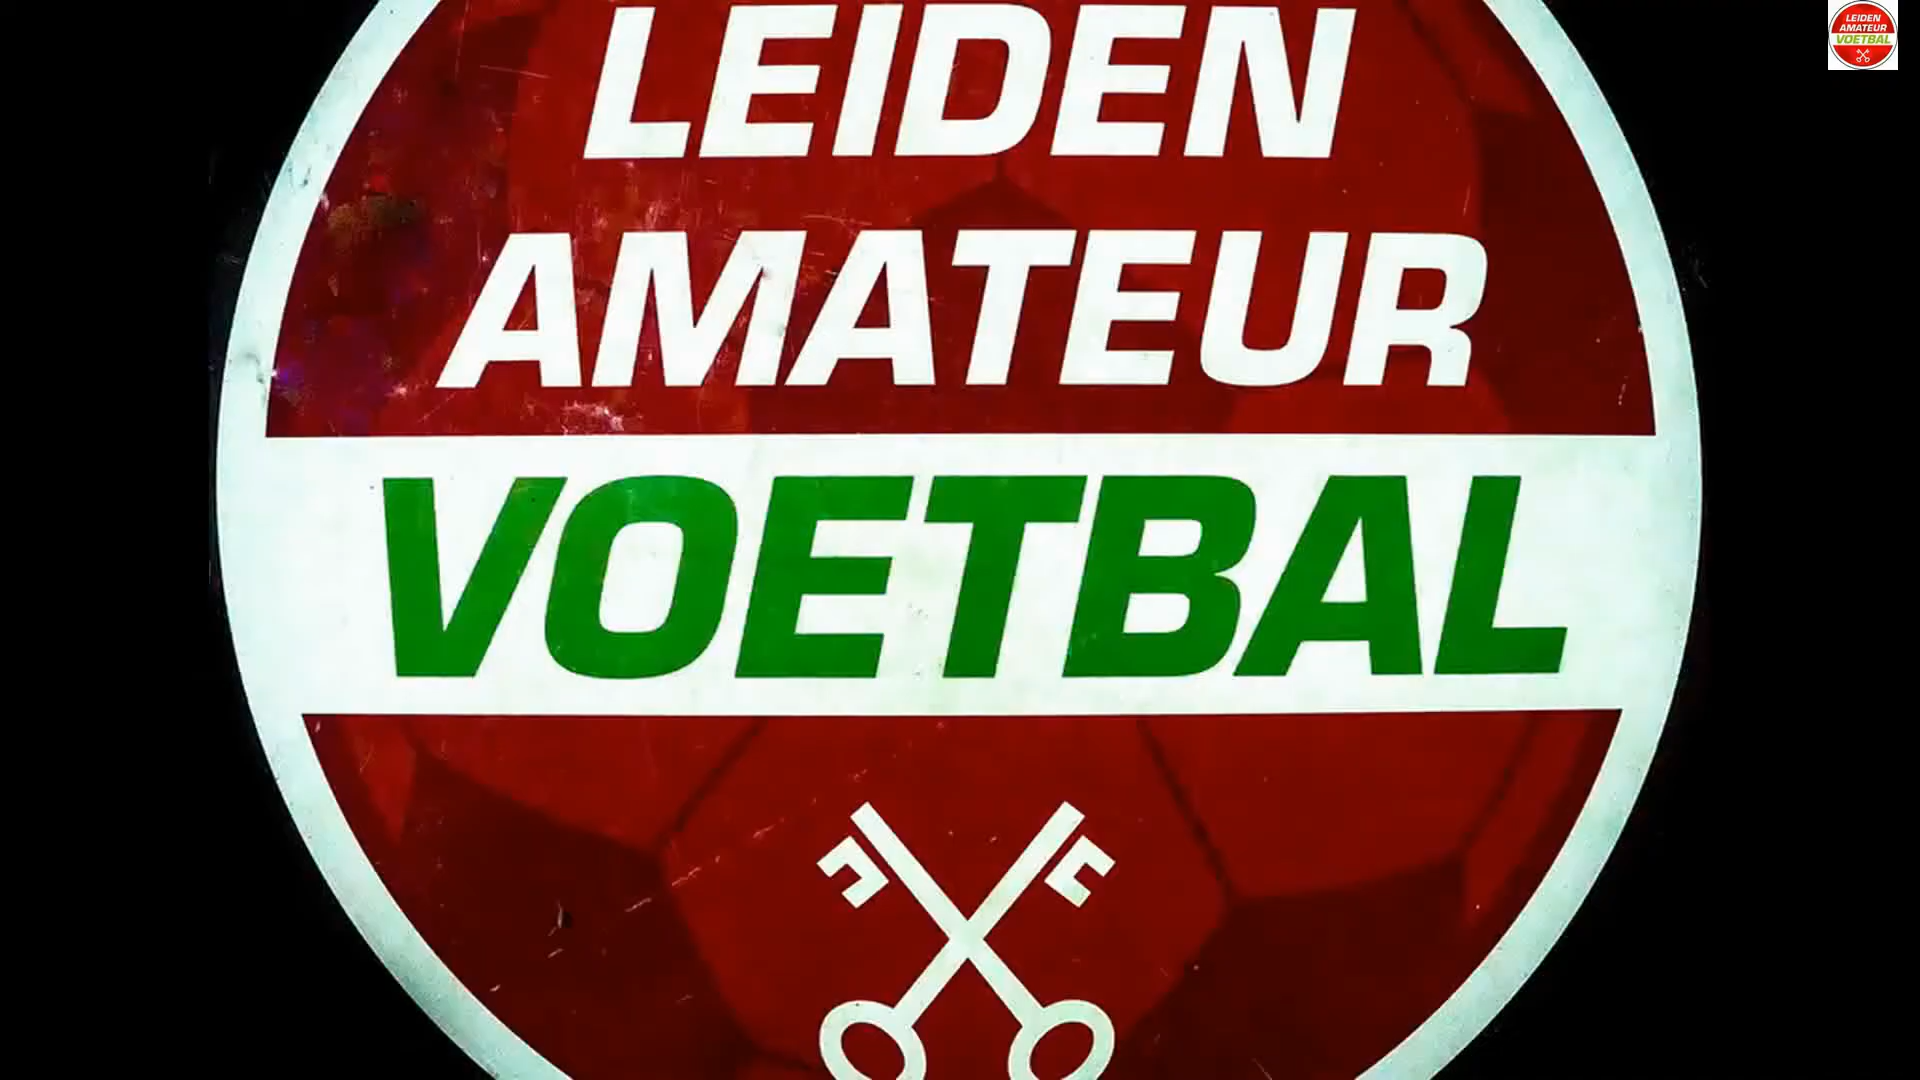 LEIDEN
AMATEUR
VOETBAL
LEIDEN
AMATEUR
VOETBAL